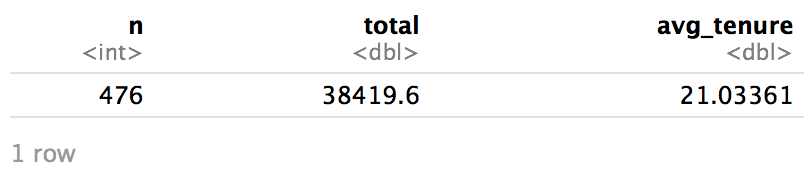 n total avg_tenure
<int> <dbl> <dbl>
476 38419.6 21.03361
1 row